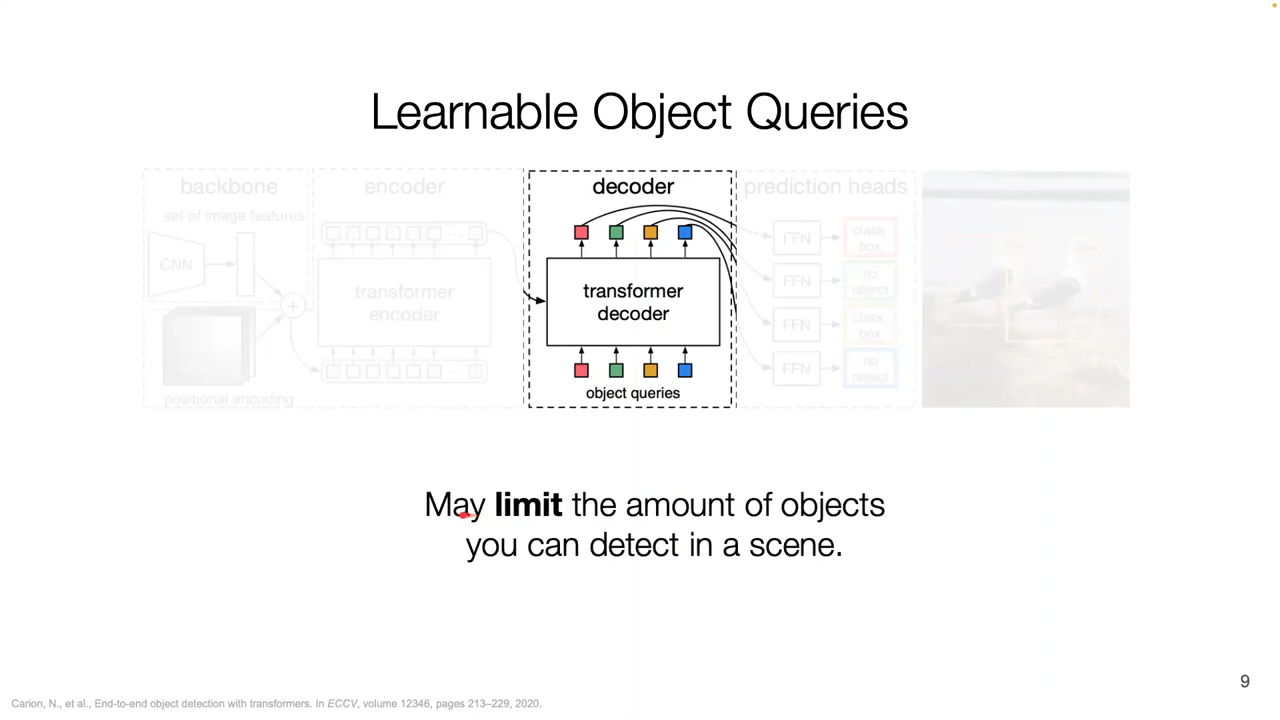 Learnable Object Queries
backbone
set of image features
CNN
+
positional encoding
encoder
...
transformer
encoder
...
decoder
transformer
decoder
object queries
prediction heads
FFN
class,
box
FFN
no
object
FFN
class,
box
FFN
no
object
May limit the amount of objects
you can detect in a scene.
9
Carion, N., et al., End-to-end object detection with transformers. In ECCV, volume 12346, pages 213–229, 2020.